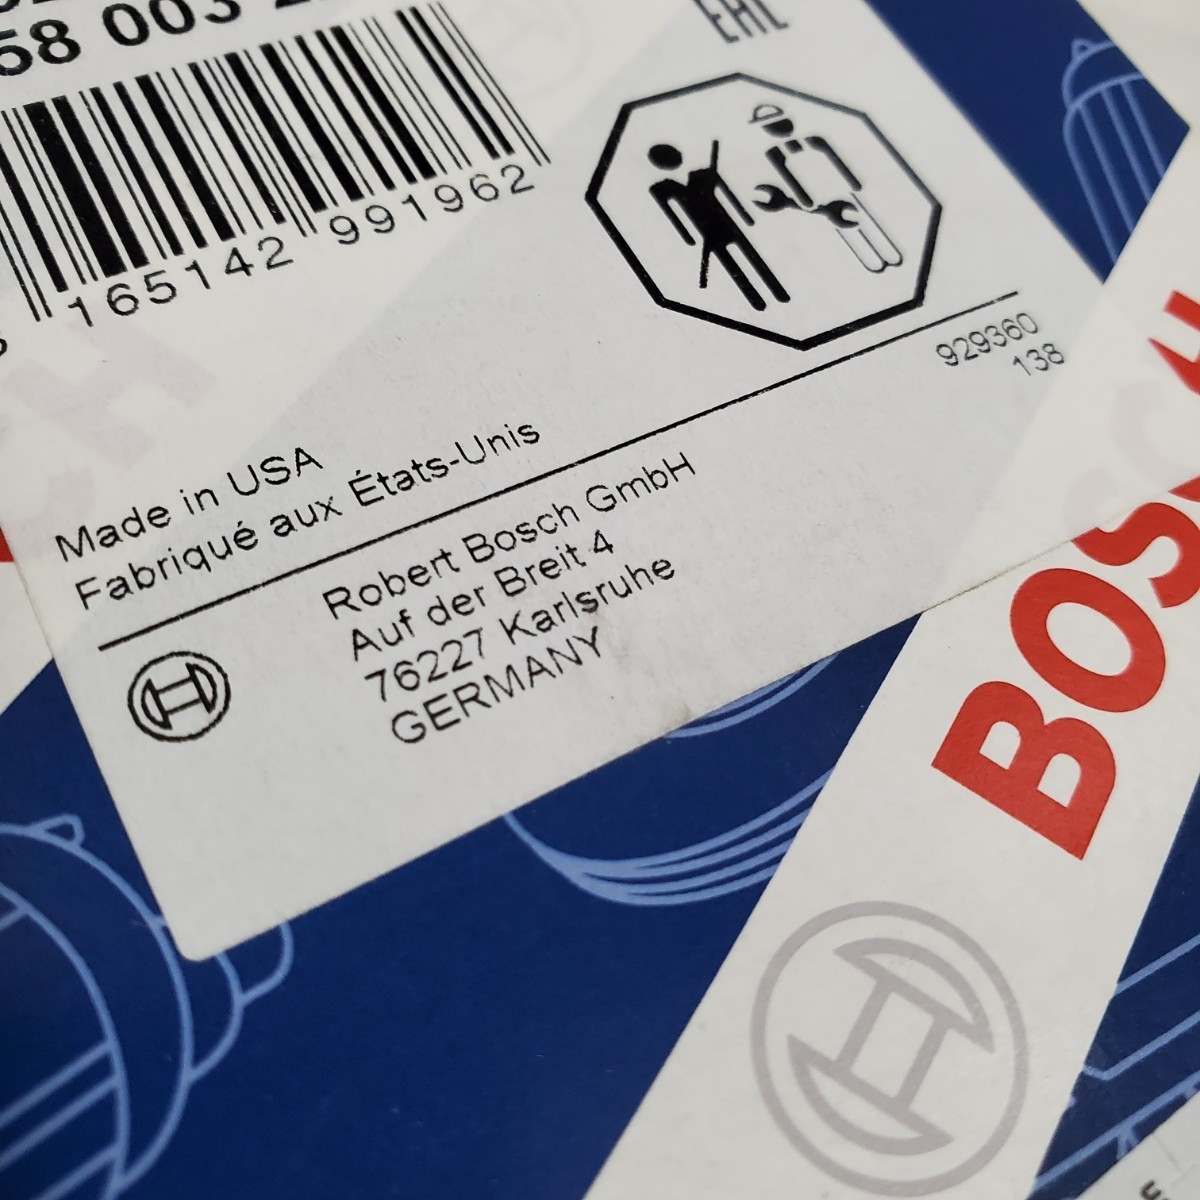 58 003
EAC
165142 991962
929360
138
Made in USA
Fabriqué aux États-Unis
Robert Bosch GmbH
Auf der Breit 4
76227 Karlsruhe
GERMANY
BOSCH